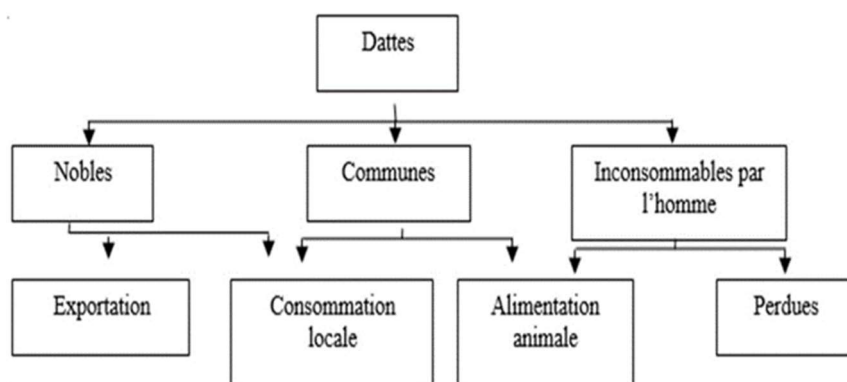 Dattes
Nobles
Communes
Inconsommables par
l'homme
Exportation
Consommation
locale
Alimentation
animale
Perdues